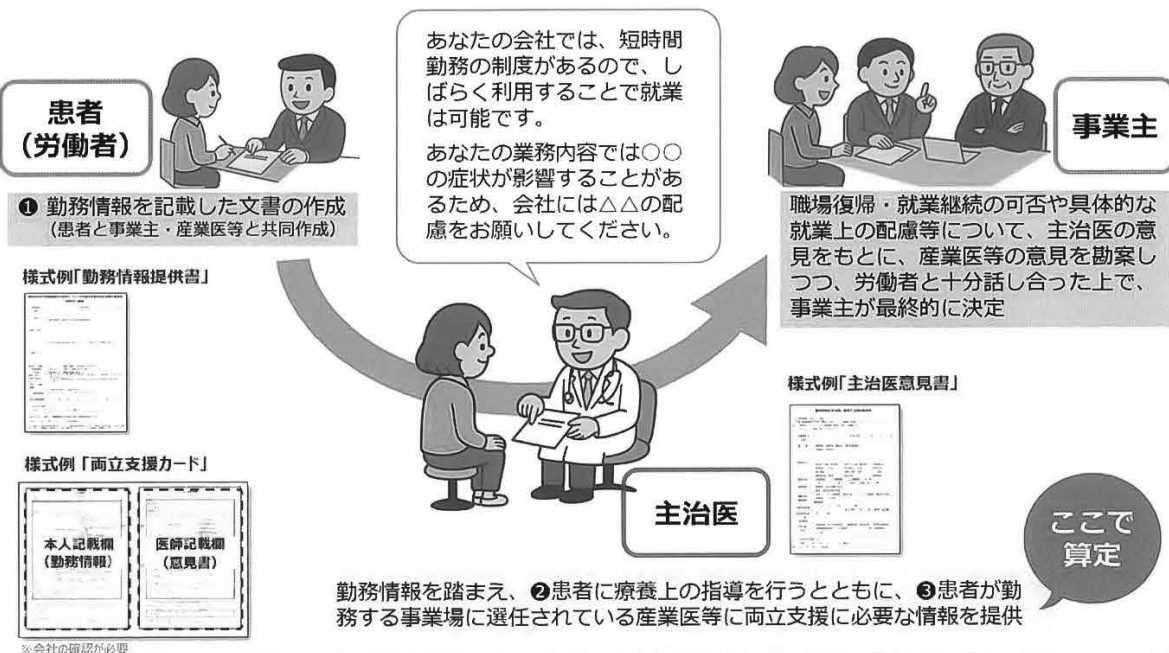 患者
（労働者）
❶ 勤務情報を記載した文書の作成
（患者と事業主・産業医等と共同作成）
様式例「勤務情報提供書」
様式例「両立支援カード」
本人記載欄
（勤務情報）
医師記載欄
（意見書）
※会社の確認が必要
あなたの会社では、短時間
勤務の制度があるので、し
ばらく利用することで就業
は可能です。
あなたの業務内容では○○
の症状が影響することがあ
るため、会社には△△の配
慮をお願いしてください。
主治医
事業主
職場復帰・就業継続の可否や具体的な
就業上の配慮等について、主治医の意
見をもとに、産業医等の意見を勘案し
つつ、労働者と十分話し合った上で、
事業主が最終的に決定
様式例「主治医意見書」
ここで
算定
勤務情報を踏まえ、❷患者に療養上の指導を行うとともに、❸患者が勤
務する事業場に選任されている産業医等に両立支援に必要な情報を提供